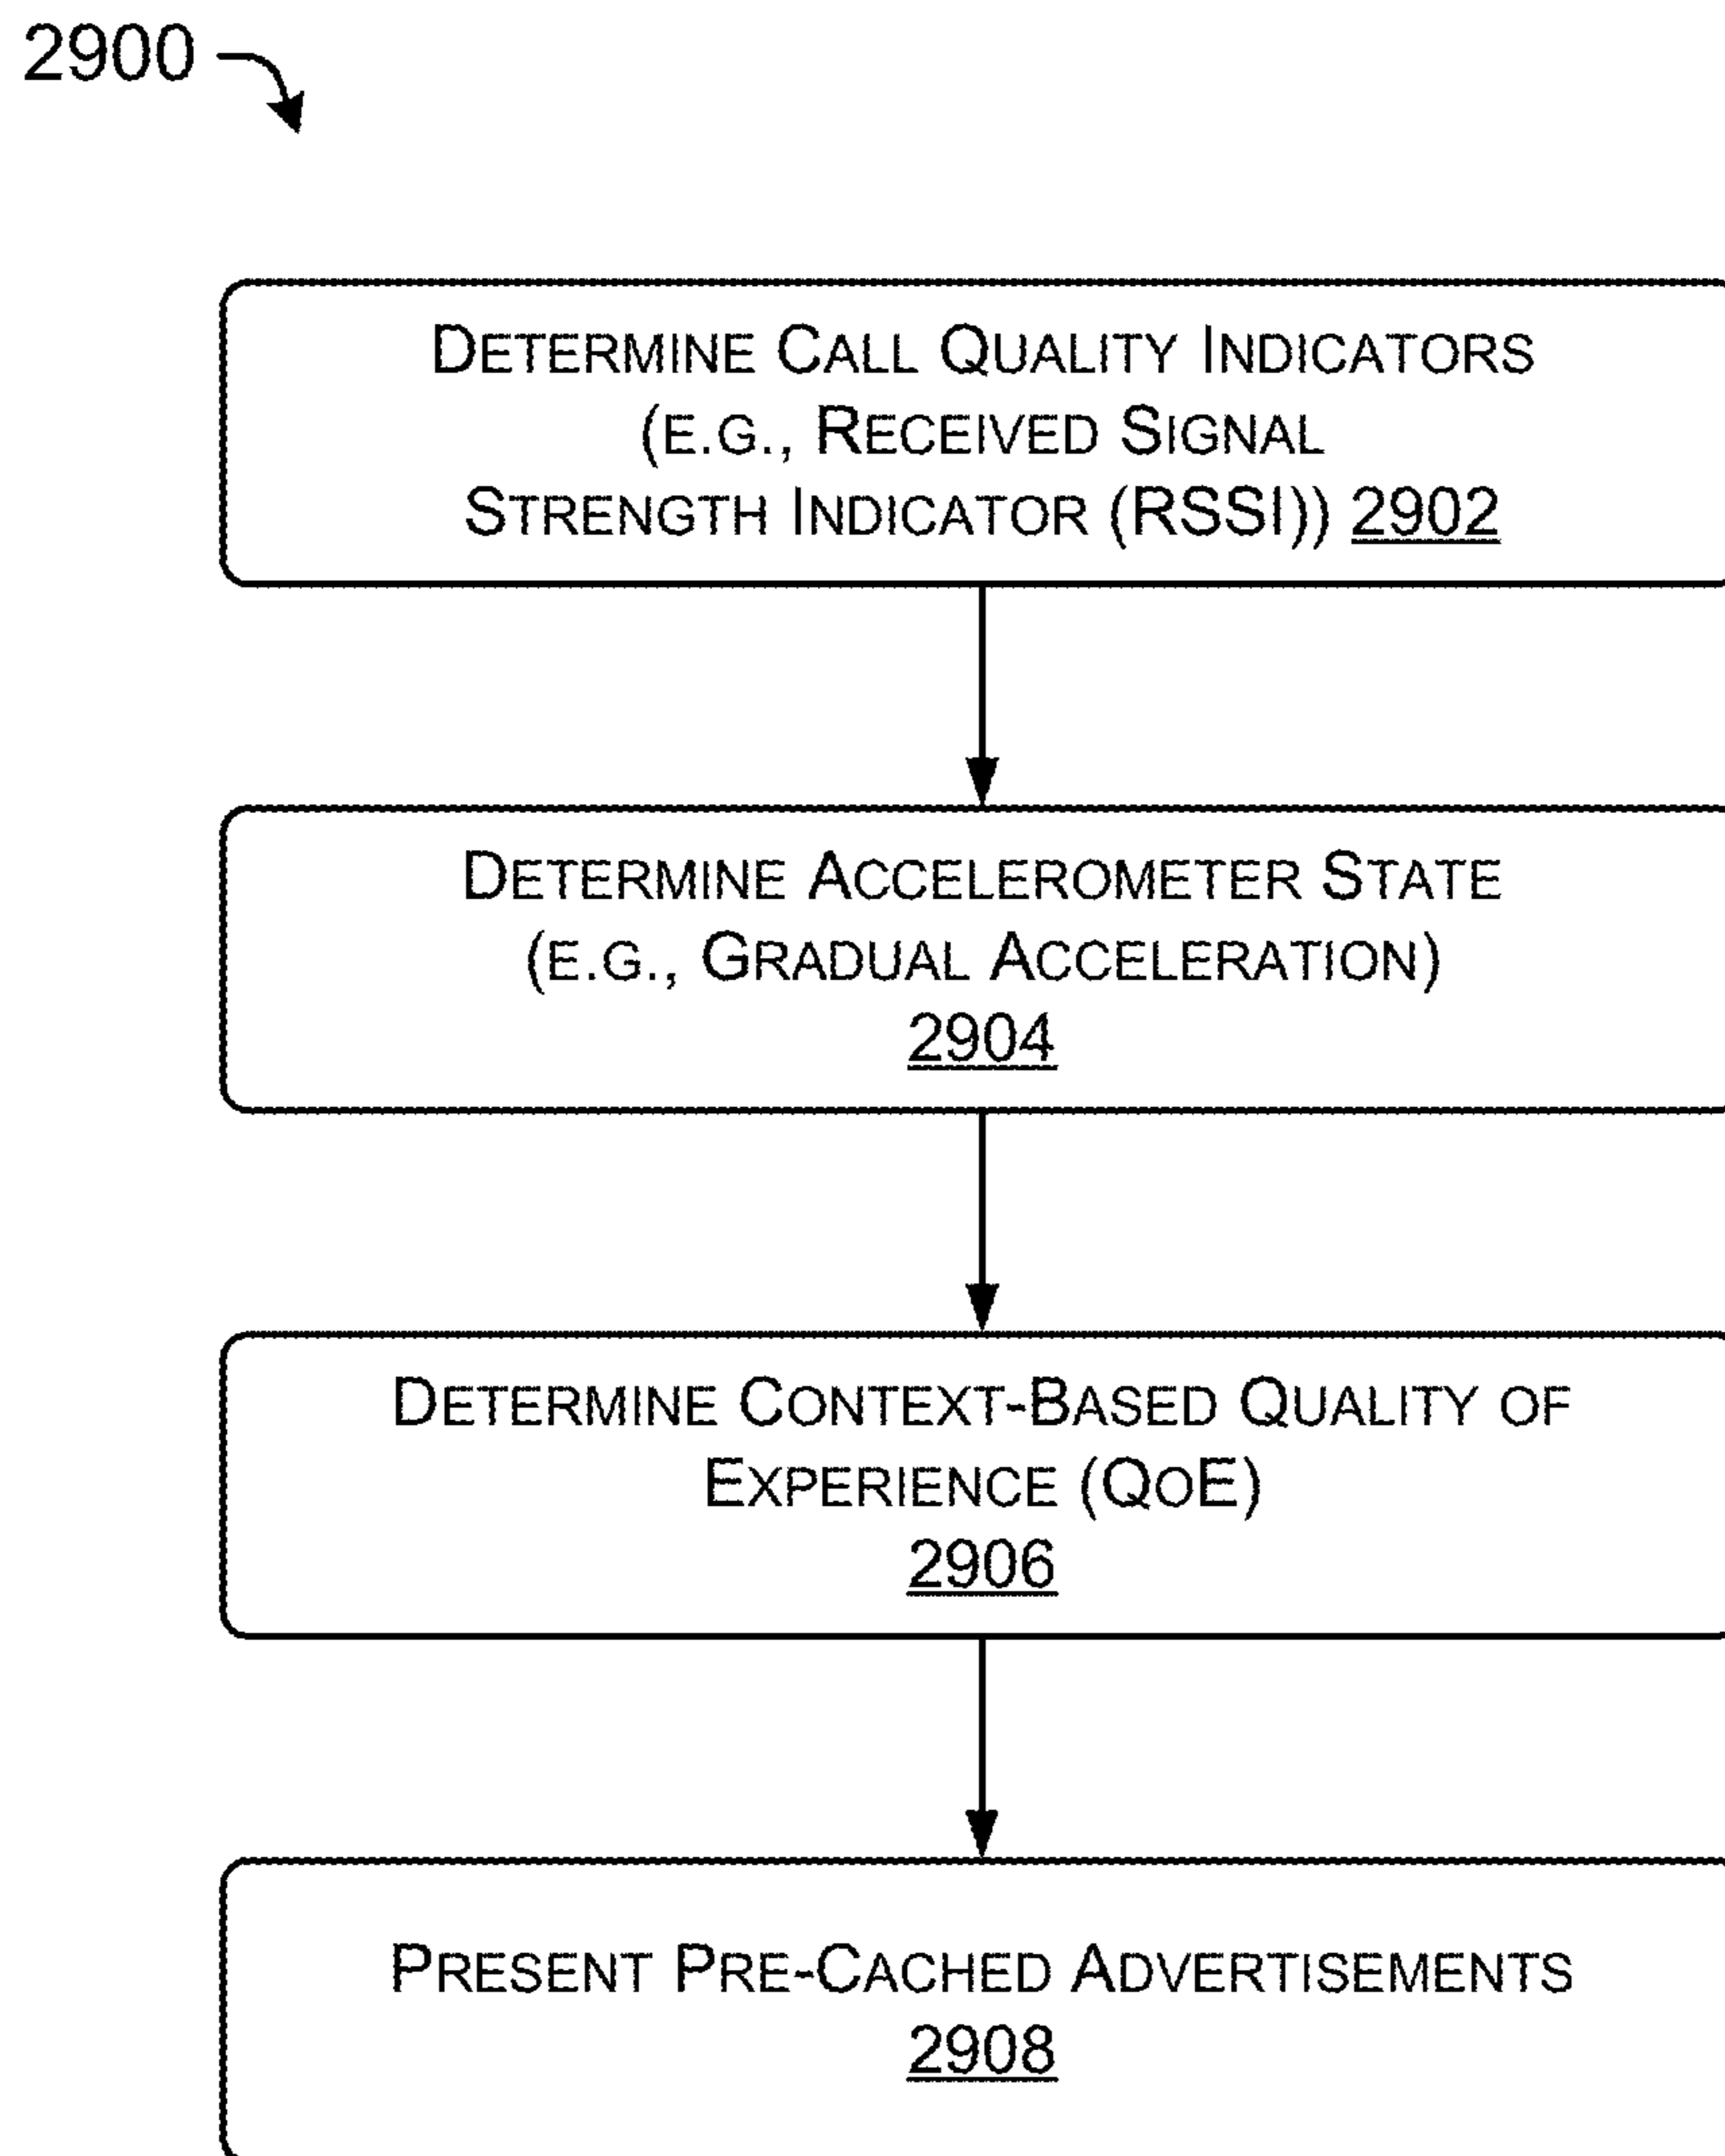 2900
DETERMINE CALL QUALITY INDICATORS
(E.G., RECEIVED SIGNAL
STRENGTH INDICATOR (RSSI)) 2902
DETERMINE ACCELEROMETER STATE
(E.G., GRADUAL ACCELERATION)
2904
DETERMINE CONTEXT-BASED QUALITY OF
EXPERIENCE (QOE)
2906
PRESENT PRE-CACHED ADVERTISEMENTS
2908